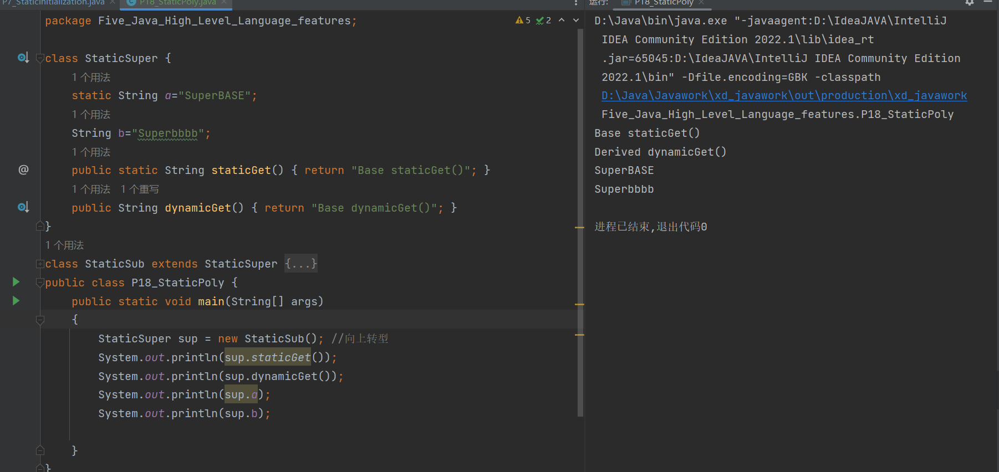 P7_StaticInitialization.java
P18_StaticPoly.java
package Five_Java_High_Level_Language_features;
5 2
class StaticSuper {
1 个用法
static String a="SuperBASE";
1 个用法
String b="Superbbbb";
1 个用法
public static String staticGet() { return "Base staticGet()"; }
1 个用法 1 个重写
public String dynamicGet() { return "Base dynamicGet()"; }
}
1 个用法
class StaticSub extends StaticSuper {...}
public class P18_StaticPoly {
public static void main(String[] args)
{
StaticSuper sup = new StaticSub(); //向上转型
System.out.println(sup.staticGet());
System.out.println(sup.dynamicGet());
System.out.println(sup.a);
System.out.println(sup.b);
}
}
运行:
P18_StaticPoly
D:\Java\bin\java.exe "-javaagent:D:\IdeaJAVA\IntelliJ
IDEA Community Edition 2022.1\lib\idea_rt
.jar=65045:D:\IdeaJAVA\IntelliJ IDEA Community Edition
2022.1\bin" -Dfile.encoding=GBK -classpath
D:\Java\Javawork\xd_javawork\out\production\xd_javawork
Five_Java_High_Level_Language_features.P18_StaticPoly
Base staticGet()
Derived dynamicGet()
SuperBASE
Superbbbb
进程已结束,退出代码0